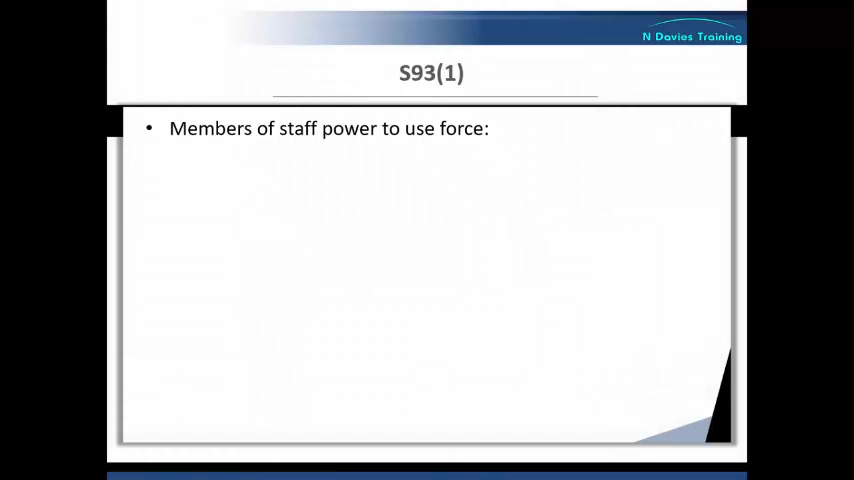 N Davies Training
S93(1)
• Members of staff power to use force: